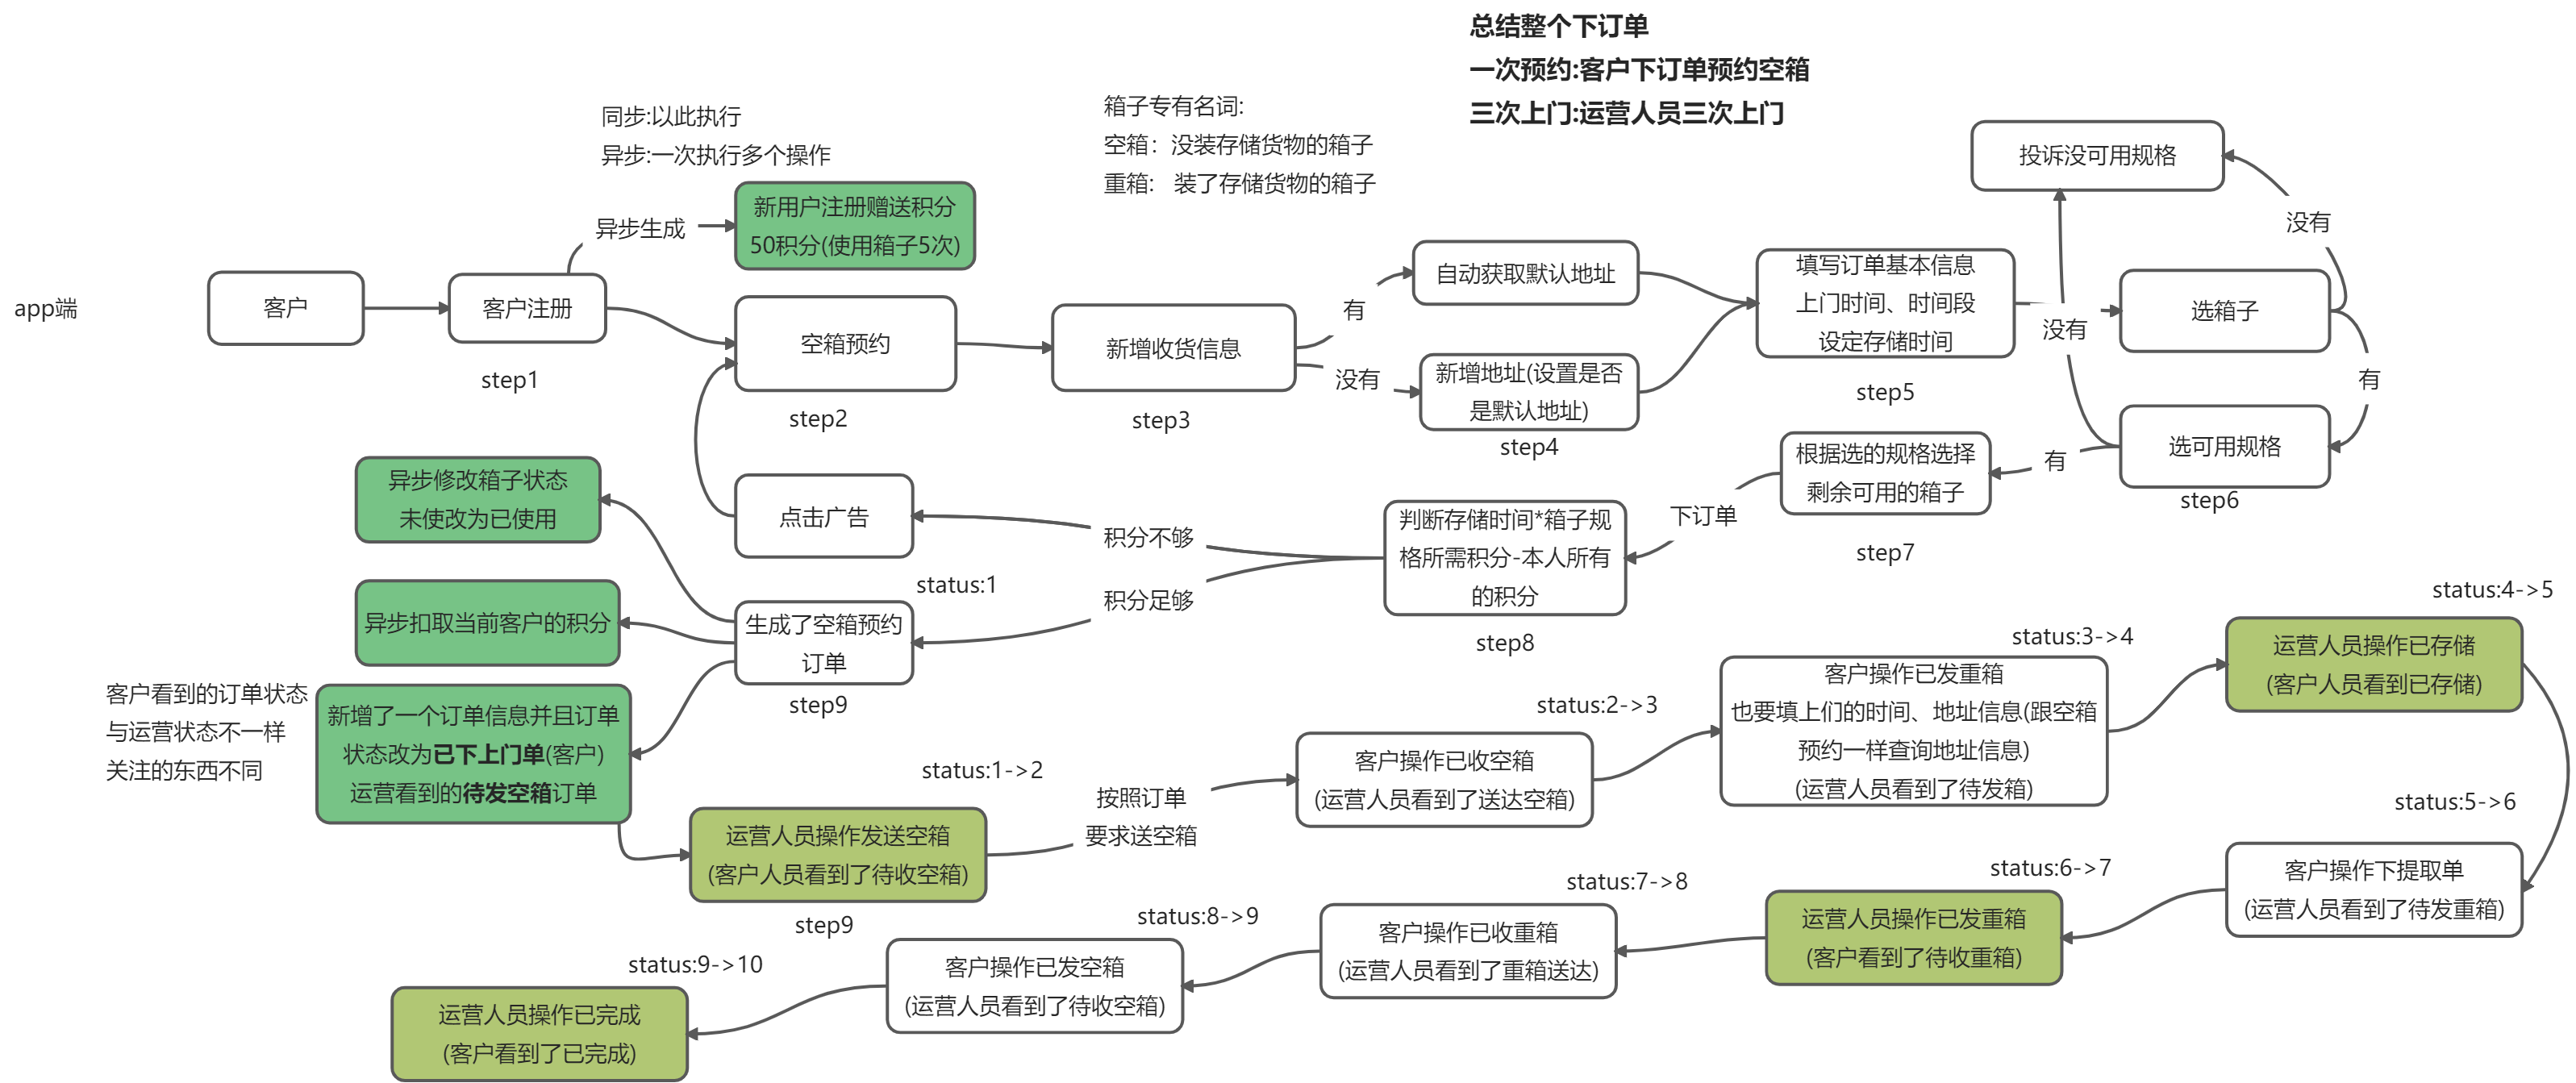 总结整个下订单
一次预约:客户下订单预约空箱
三次上门:运营人员三次上门
同步:以此执行
异步:一次执行多个操作
箱子专有名词:
空箱：没装存储货物的箱子
重箱： 装了存储货物的箱子
app端
客户
客户注册
step1
异步生成
新用户注册赠送积分
50积分(使用箱子5次)
空箱预约
step2
新增收货信息
step3
有
自动获取默认地址
没有
新增地址(设置是否
是默认地址)
step4
填写订单基本信息
上门时间、时间段
设定存储时间
step5
选箱子
没有
投诉没可用规格
有
选可用规格
step6
没有
有
根据选的规格选择
剩余可用的箱子
step7
下订单
判断存储时间*箱子规
格所需积分-本人所有
的积分
step8
积分不够
点击广告
积分足够
status:1
生成了空箱预约
订单
step9
异步修改箱子状态
未使改为已使用
异步扣取当前客户的积分
客户看到的订单状态
与运营状态不一样
关注的东西不同
新增了一个订单信息并且订单
状态改为已下上门单(客户)
运营看到的待发空箱订单
status:1->2
运营人员操作发送空箱
(客户人员看到了待收空箱)
step9
按照订单
要求送空箱
status:2->3
客户操作已收空箱
(运营人员看到了送达空箱)
status:3->4
客户操作已发重箱
也要填上们的时间、地址信息(跟空箱
预约一样查询地址信息)
(运营人员看到了待发箱)
status:4->5
运营人员操作已存储
(客户人员看到已存储)
status:5->6
客户操作下提取单
(运营人员看到了待发重箱)
status:6->7
运营人员操作已发重箱
(客户看到了待收重箱)
status:7->8
客户操作已收重箱
(运营人员看到了重箱送达)
status:8->9
客户操作已发空箱
(运营人员看到了待收空箱)
status:9->10
运营人员操作已完成
(客户看到了已完成)